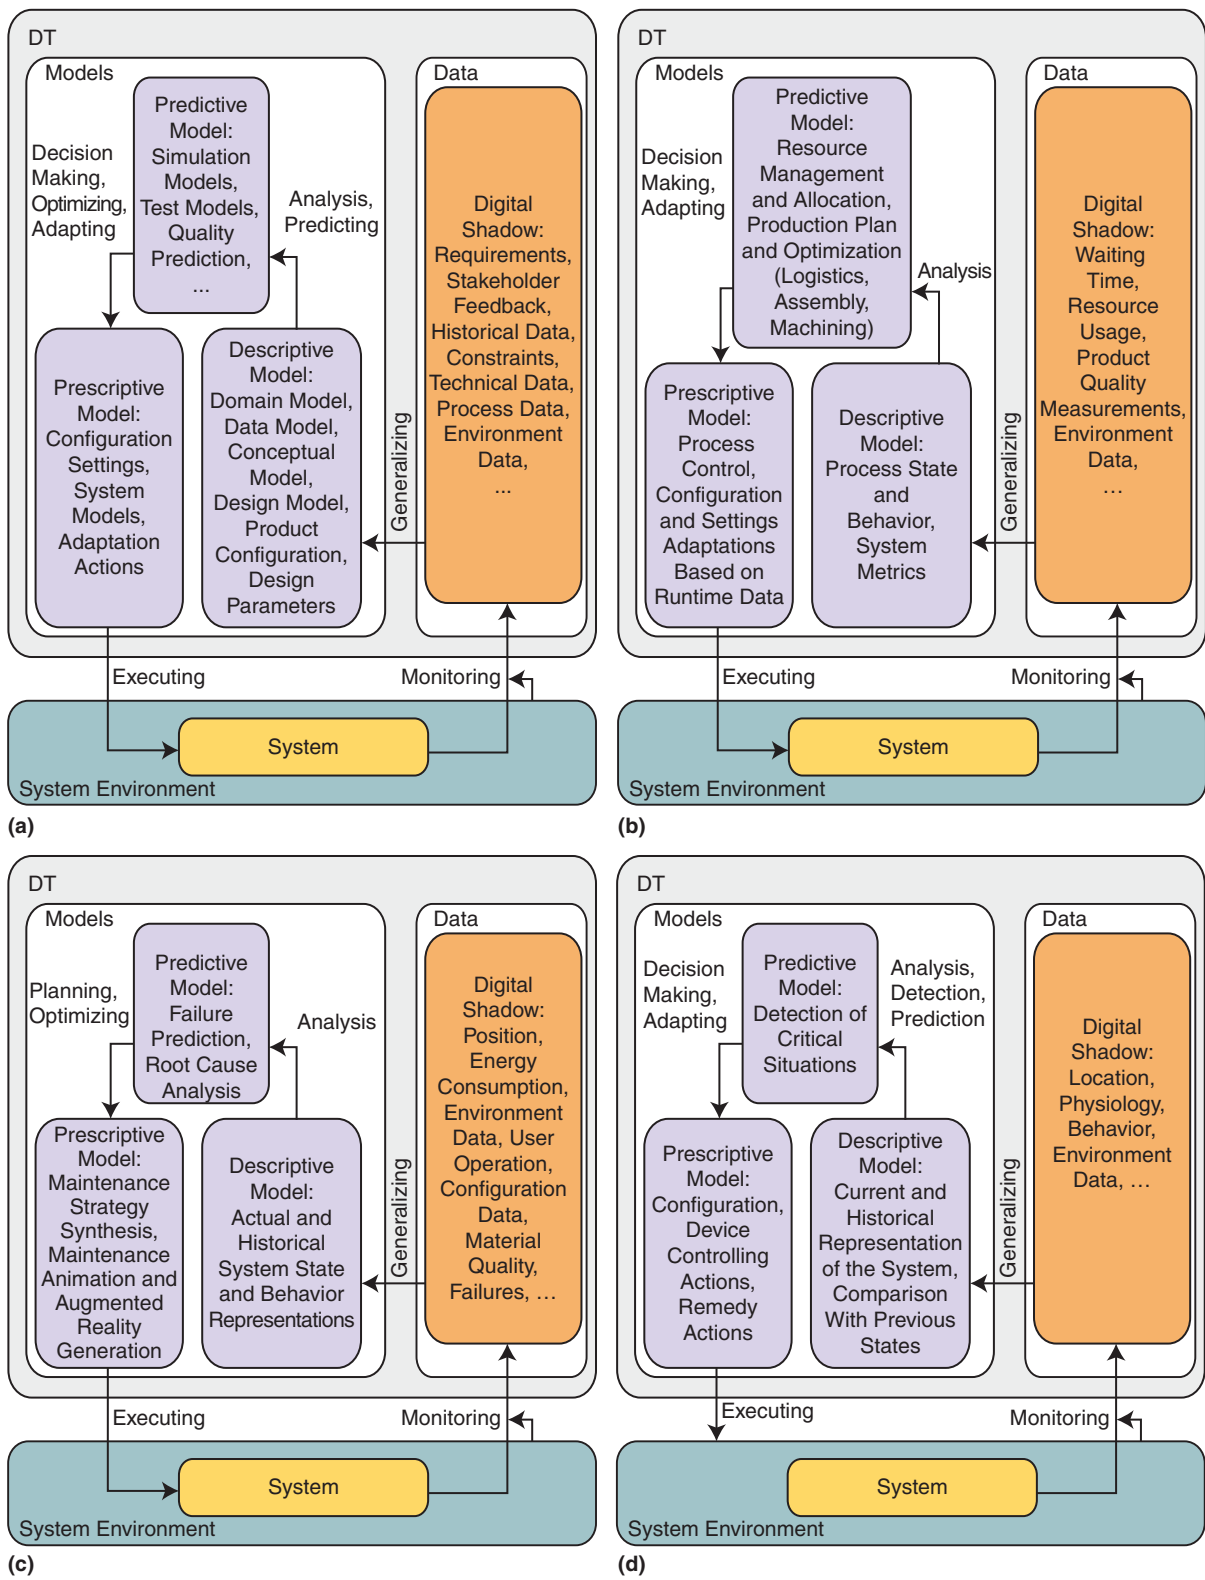 DT
Models
Predictive
Model:
Simulation
Models,
Test Models,
Quality
Prediction,
...
Decision
Making,
Optimizing,
Adapting
Analysis,
Predicting
Prescriptive
Model:
Configuration
Settings,
System
Models,
Adaptation
Actions
Descriptive
Model:
Domain Model,
Data Model,
Conceptual
Model,
Design Model,
Product
Configuration,
Design
Parameters
Generalizing
Data
Digital
Shadow:
Requirements,
Stakeholder
Feedback,
Historical Data,
Constraints,
Technical Data,
Process Data,
Environment
Data,
...
Executing
Monitoring
System
System Environment
(a)
DT
Models
Predictive
Model:
Resource
Management
and Allocation,
Production Plan
and Optimization
(Logistics,
Assembly,
Machining)
Decision
Making,
Adapting
Analysis
Prescriptive
Model:
Process
Control,
Configuration
and Settings
Adaptations
Based on
Runtime Data
Descriptive
Model:
Process State
and
Behavior,
System
Metrics
Generalizing
Data
Digital
Shadow:
Waiting
Time,
Resource
Usage,
Product
Quality
Measurements,
Environment
Data,
…
Executing
Monitoring
System
System Environment
(b)
DT
Models
Predictive
Model:
Failure
Prediction,
Root Cause
Analysis
Planning,
Optimizing
Analysis
Prescriptive
Model:
Maintenance
Strategy
Synthesis,
Maintenance
Animation and
Augmented
Reality
Generation
Descriptive
Model:
Actual and
Historical
System State
and Behavior
Representations
Generalizing
Data
Digital
Shadow:
Position,
Energy
Consumption,
Environment
Data, User
Operation,
Configuration
Data,
Material
Quality,
Failures, …
Executing
Monitoring
System
System Environment
(c)
DT
Models
Predictive
Model:
Detection of
Critical
Situations
Decision
Making,
Adapting
Analysis,
Detection,
Prediction
Prescriptive
Model:
Configuration,
Device
Controlling
Actions,
Remedy
Actions
Descriptive
Model:
Current and
Historical
Representation
of the System,
Comparison
With Previous
States
Generalizing
Data
Digital
Shadow:
Location,
Physiology,
Behavior,
Environment
Data, …
Executing
Monitoring
System
System Environment
(d)